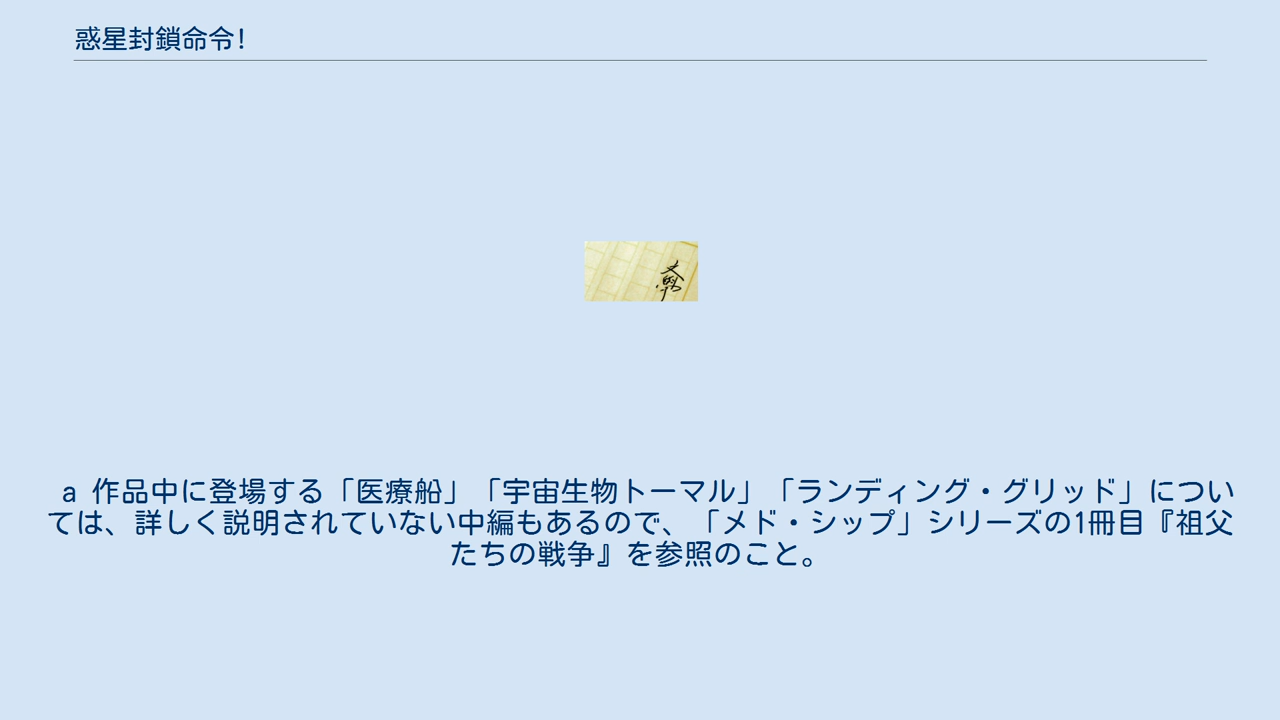 惑星封鎖命令!
a 作品中に登場する「医療船」「宇宙生物トーマル」「ランディング・グリッド」につい
ては、詳しく説明されていない中編もあるので、「メド・シップ」シリーズの1冊目『祖父
たちの戦争』を参照のこと。